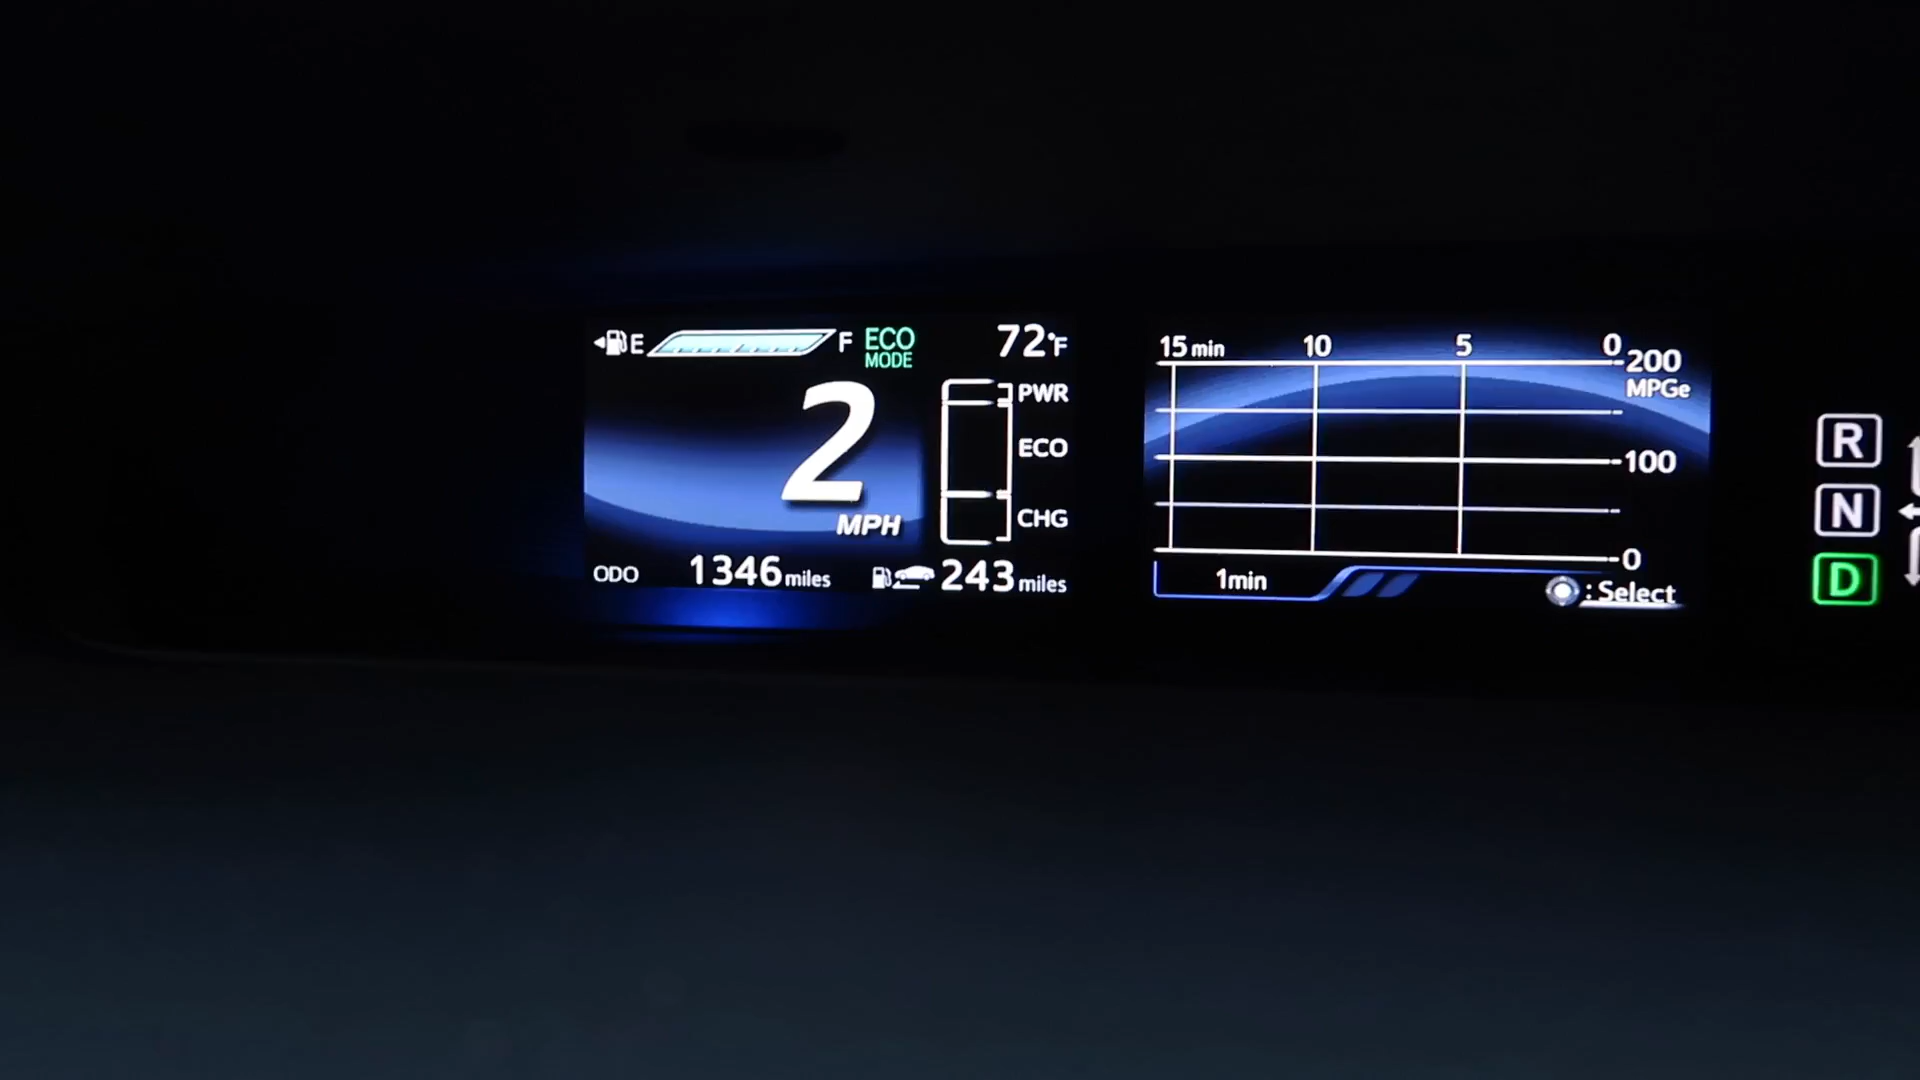 E F ECO MODE 72°F
2
MPH
PWR
ECO
CHG
ODO 1346 miles 243 miles
15 min 10 5 0
200
MPGe
100
0
1min : Select
R
N
D